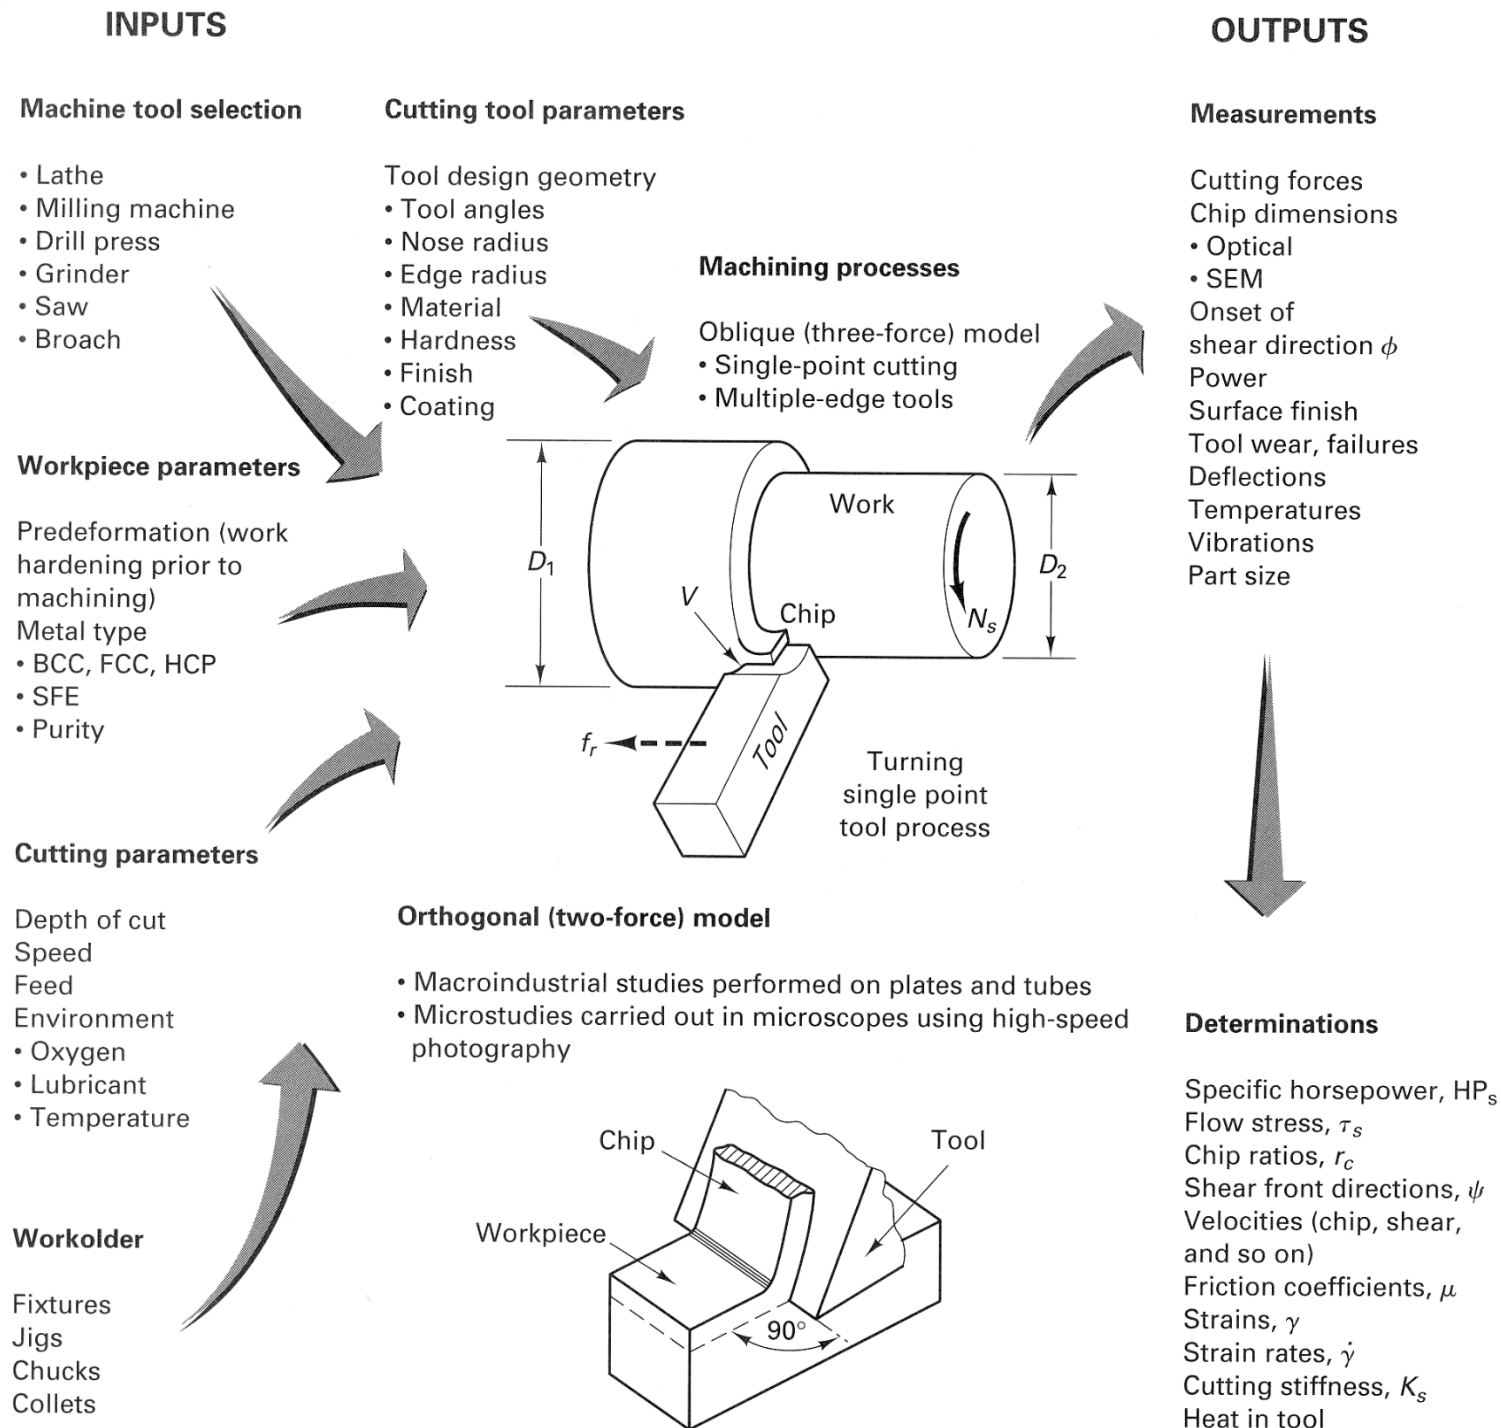 INPUTS
OUTPUTS
Machine tool selection
• Lathe
• Milling machine
• Drill press
• Grinder
• Saw
• Broach
Cutting tool parameters
Tool design geometry
• Tool angles
• Nose radius
• Edge radius
• Material
• Hardness
• Finish
• Coating
Machining processes
Oblique (three-force) model
• Single-point cutting
• Multiple-edge tools
Measurements
Cutting forces
Chip dimensions
• Optical
• SEM
Onset of
shear direction ϕ
Power
Surface finish
Tool wear, failures
Deflections
Temperatures
Vibrations
Part size
Workpiece parameters
Predeformation (work
hardening prior to
machining)
Metal type
• BCC, FCC, HCP
• SFE
• Purity
D₁
Work
D₂
V
Chip
Nₛ
fᵣ
Tool
Turning
single point
tool process
Cutting parameters
Depth of cut
Speed
Feed
Environment
• Oxygen
• Lubricant
• Temperature
Orthogonal (two-force) model
• Macroindustrial studies performed on plates and tubes
• Microstudies carried out in microscopes using high-speed
photography
Chip
Tool
Workpiece
90°
Workolder
Fixtures
Jigs
Chucks
Collets
Determinations
Specific horsepower, HPₛ
Flow stress, τₛ
Chip ratios, r_c
Shear front directions, ψ
Velocities (chip, shear,
and so on)
Friction coefficients, μ
Strains, γ
Strain rates, γ̇
Cutting stiffness, Kₛ
Heat in tool